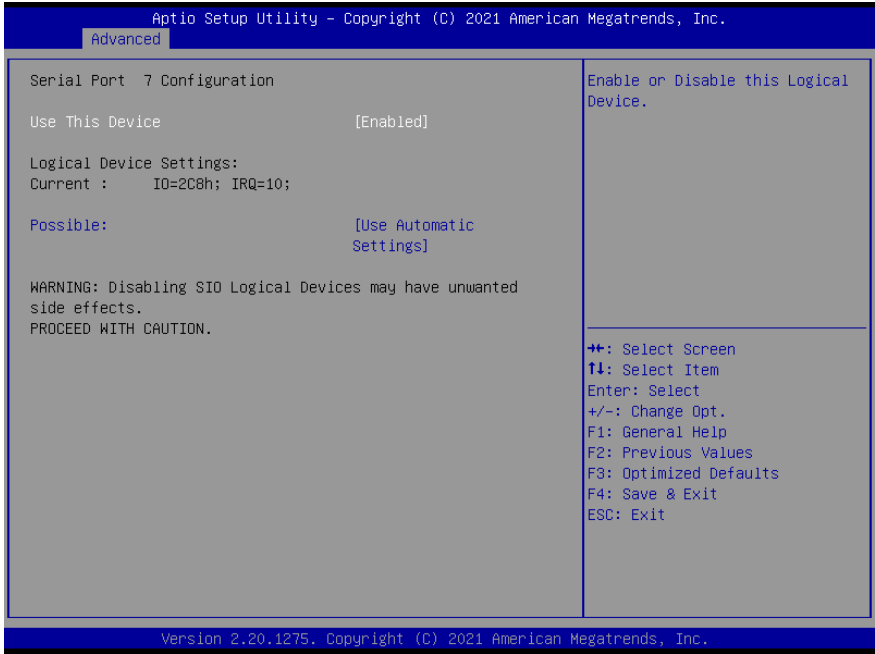 Aptio Setup Utility – Copyright (C) 2021 American Megatrends, Inc.
Advanced
Serial Port 7 Configuration
Use This Device [Enabled]
Logical Device Settings:
Current : IO=2C8h; IRQ=10;
Possible: [Use Automatic
Settings]
WARNING: Disabling SIO Logical Devices may have unwanted
side effects.
PROCEED WITH CAUTION.
Enable or Disable this Logical
Device.
→←: Select Screen
↑↓: Select Item
Enter: Select
+/-: Change Opt.
F1: General Help
F2: Previous Values
F3: Optimized Defaults
F4: Save & Exit
ESC: Exit
Version 2.20.1275. Copyright (C) 2021 American Megatrends, Inc.